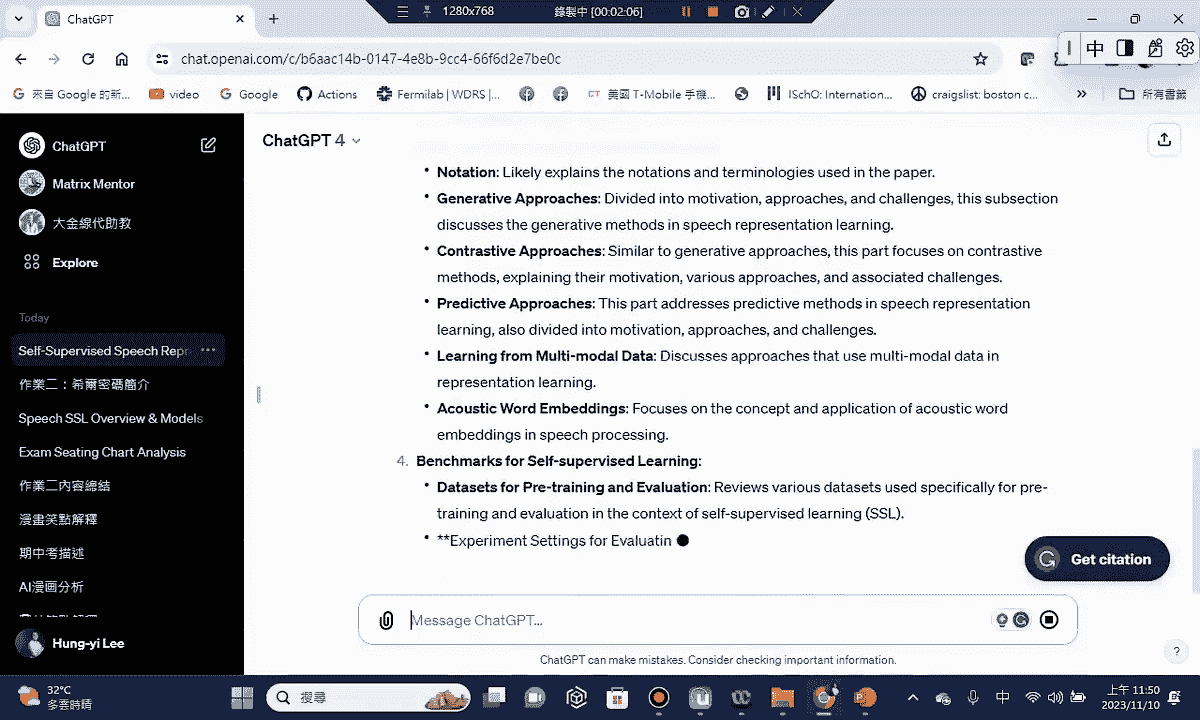 1280x768
錄製中 [00:02:06]
ChatGPT
chat.openai.com/c/b6aac14b-0147-4e8b-9cc4-66f6d2e7be0c
中
來自 Google 的新...
video
Google
Actions
Fermilab | WDRS |...
CT
美國 T-Mobile 手機...
ISchO: Internation...
craigslist: boston c...
所有書籤
ChatGPT
Matrix Mentor
大金線代助教
Explore
Today
Self-Supervised Speech Repr
作業二：希爾密碼簡介
Speech SSL Overview & Models
Exam Seating Chart Analysis
作業二內容總結
漫畫笑點解釋
期中考描述
AI漫画分析
Hung-yi Lee
ChatGPT 4
• Notation: Likely explains the notations and terminologies used in the paper.
• Generative Approaches: Divided into motivation, approaches, and challenges, this subsection
discusses the generative methods in speech representation learning.
• Contrastive Approaches: Similar to generative approaches, this part focuses on contrastive
methods, explaining their motivation, various approaches, and associated challenges.
• Predictive Approaches: This part addresses predictive methods in speech representation
learning, also divided into motivation, approaches, and challenges.
• Learning from Multi-modal Data: Discusses approaches that use multi-modal data in
representation learning.
• Acoustic Word Embeddings: Focuses on the concept and application of acoustic word
embeddings in speech processing.
4. Benchmarks for Self-supervised Learning:
• Datasets for Pre-training and Evaluation: Reviews various datasets used specifically for pre-
training and evaluation in the context of self-supervised learning (SSL).
• **Experiment Settings for Evaluatin
Get citation
Message ChatGPT...
ChatGPT can make mistakes. Consider checking important information.
?
32°C
多雲時晴
搜尋
中
上午 11:50
2023/11/10